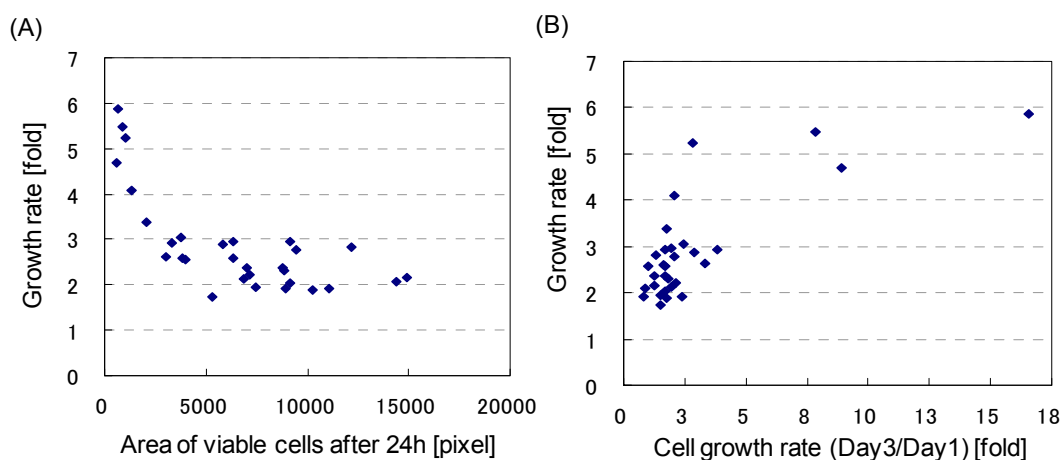 (A)
7
6
5
4
3
2
1
0
Growth rate [fold]
0 5000 10000 15000 20000
Area of viable cells after 24h [pixel]
(B)
7
6
5
4
3
2
1
0
Growth rate [fold]
0 3 5 8 10 13 15 18
Cell growth rate (Day3/Day1) [fold]